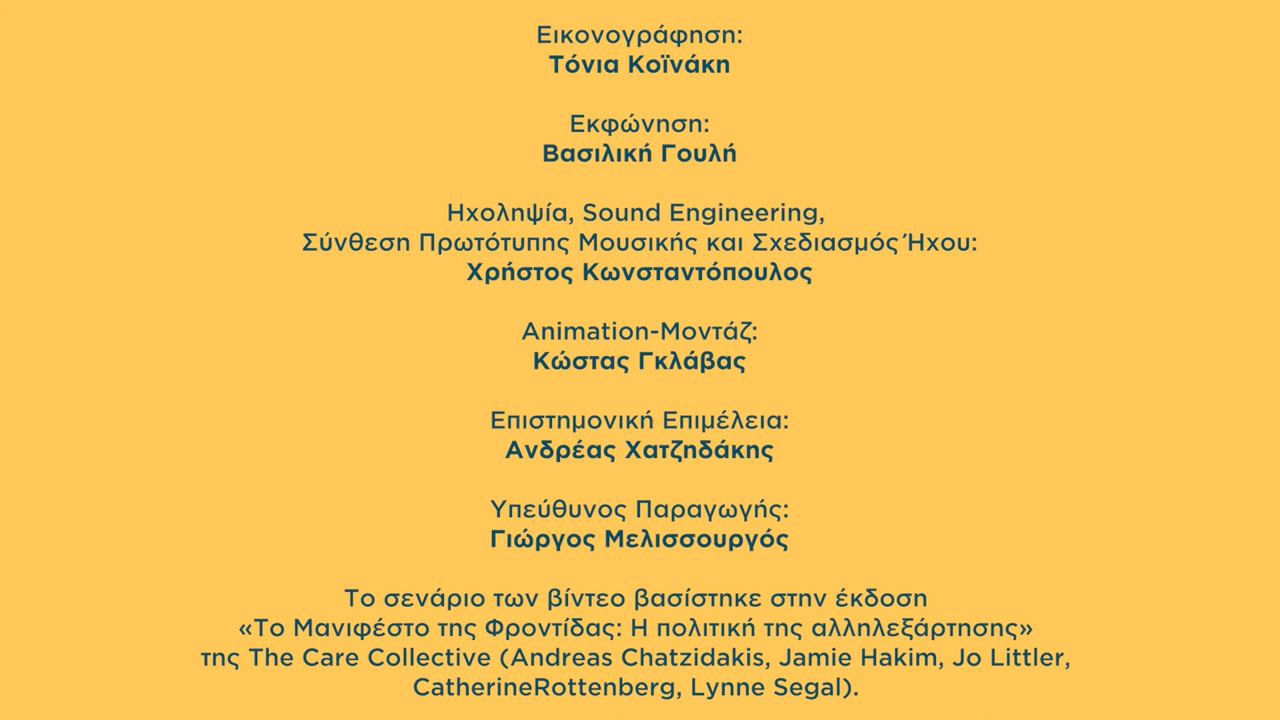 Εικονογράφηση:
Τόνια Κοϊνάκη
Εκφώνηση:
Βασιλική Γουλή
Ηχοληψία, Sound Engineering,
Σύνθεση Πρωτότυπης Μουσικής και Σχεδιασμός Ήχου:
Χρήστος Κωνσταντόπουλος
Animation-Μοντάζ:
Κώστας Γκλάβας
Επιστημονική Επιμέλεια:
Ανδρέας Χατζηδάκης
Υπεύθυνος Παραγωγής:
Γιώργος Μελισσουργός
Το σενάριο των βίντεο βασίστηκε στην έκδοση
«Το Μανιφέστο της Φροντίδας: Η πολιτική της αλληλεξάρτησης»
της The Care Collective (Andreas Chatzidakis, Jamie Hakim, Jo Littler,
CatherineRottenberg, Lynne Segal).